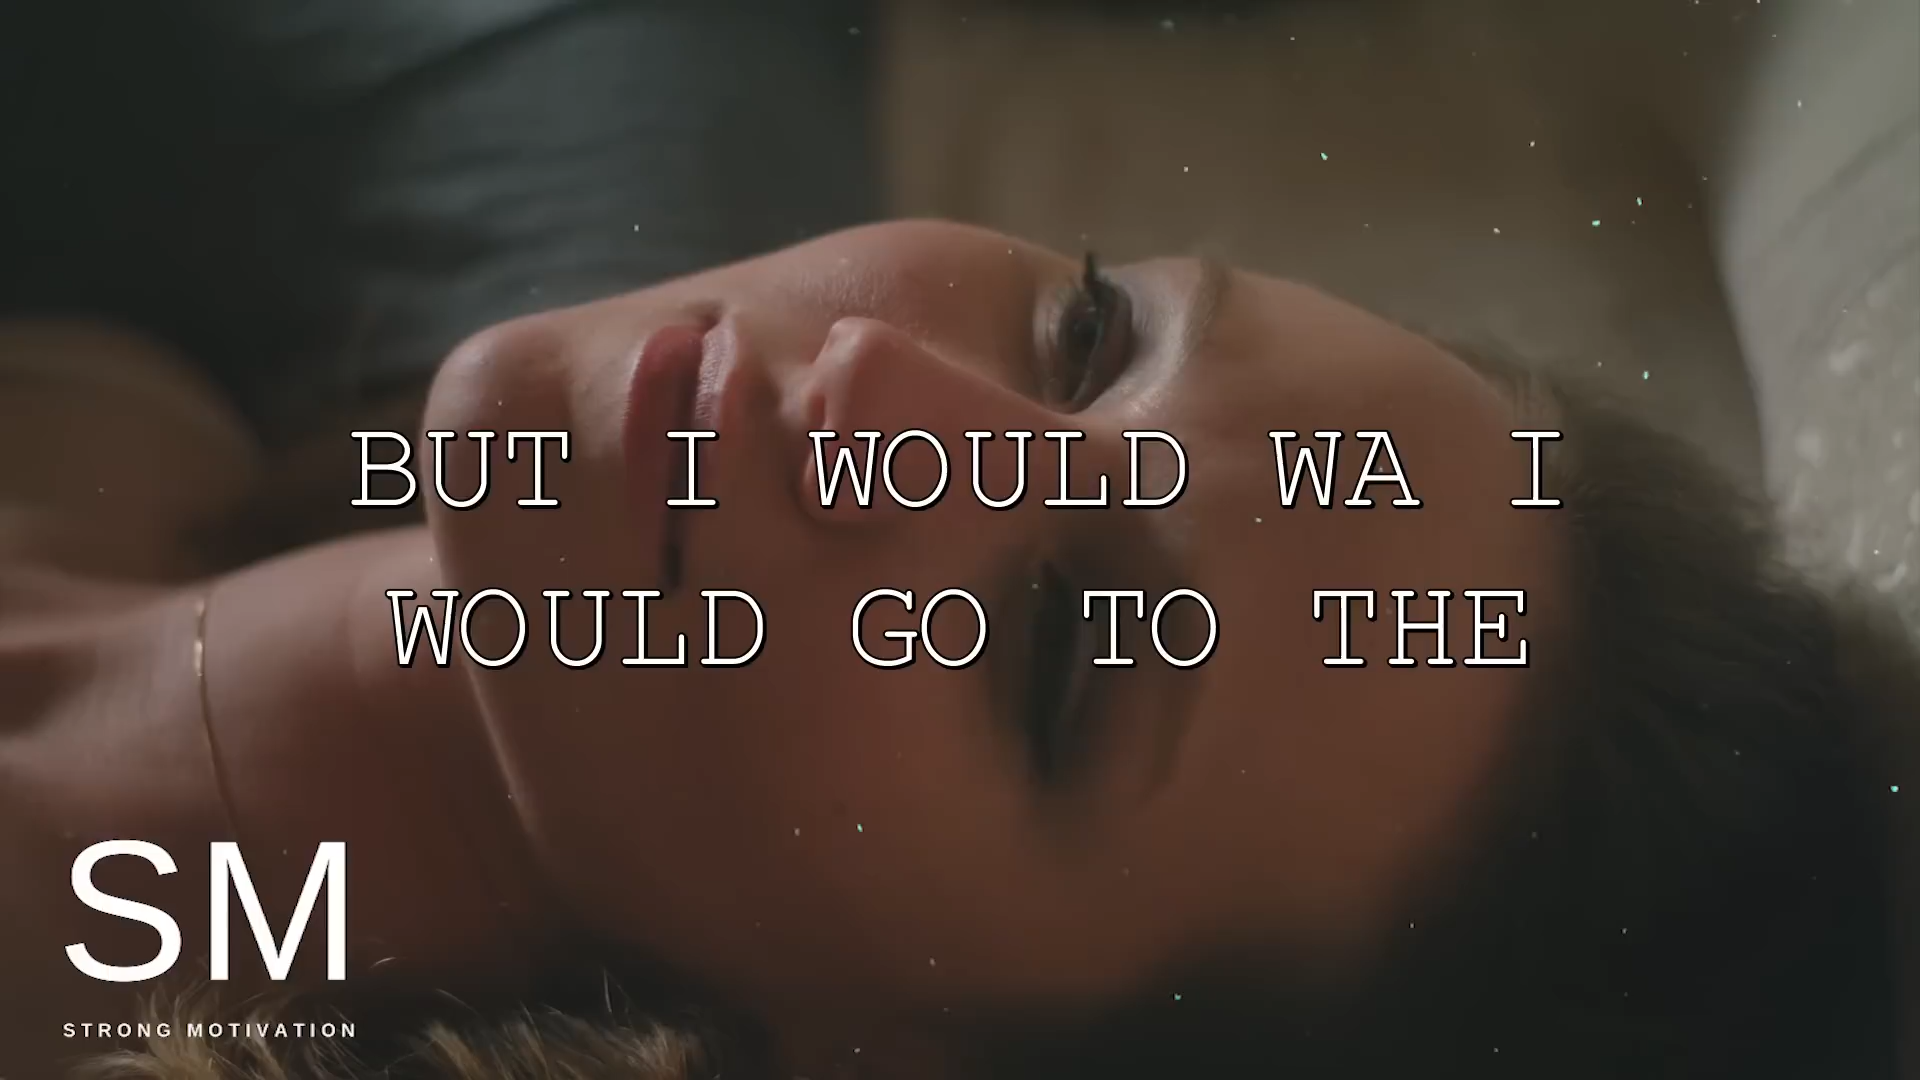 BUT I WOULD WA I
WOULD GO TO THE
SM
STRONG MOTIVATION